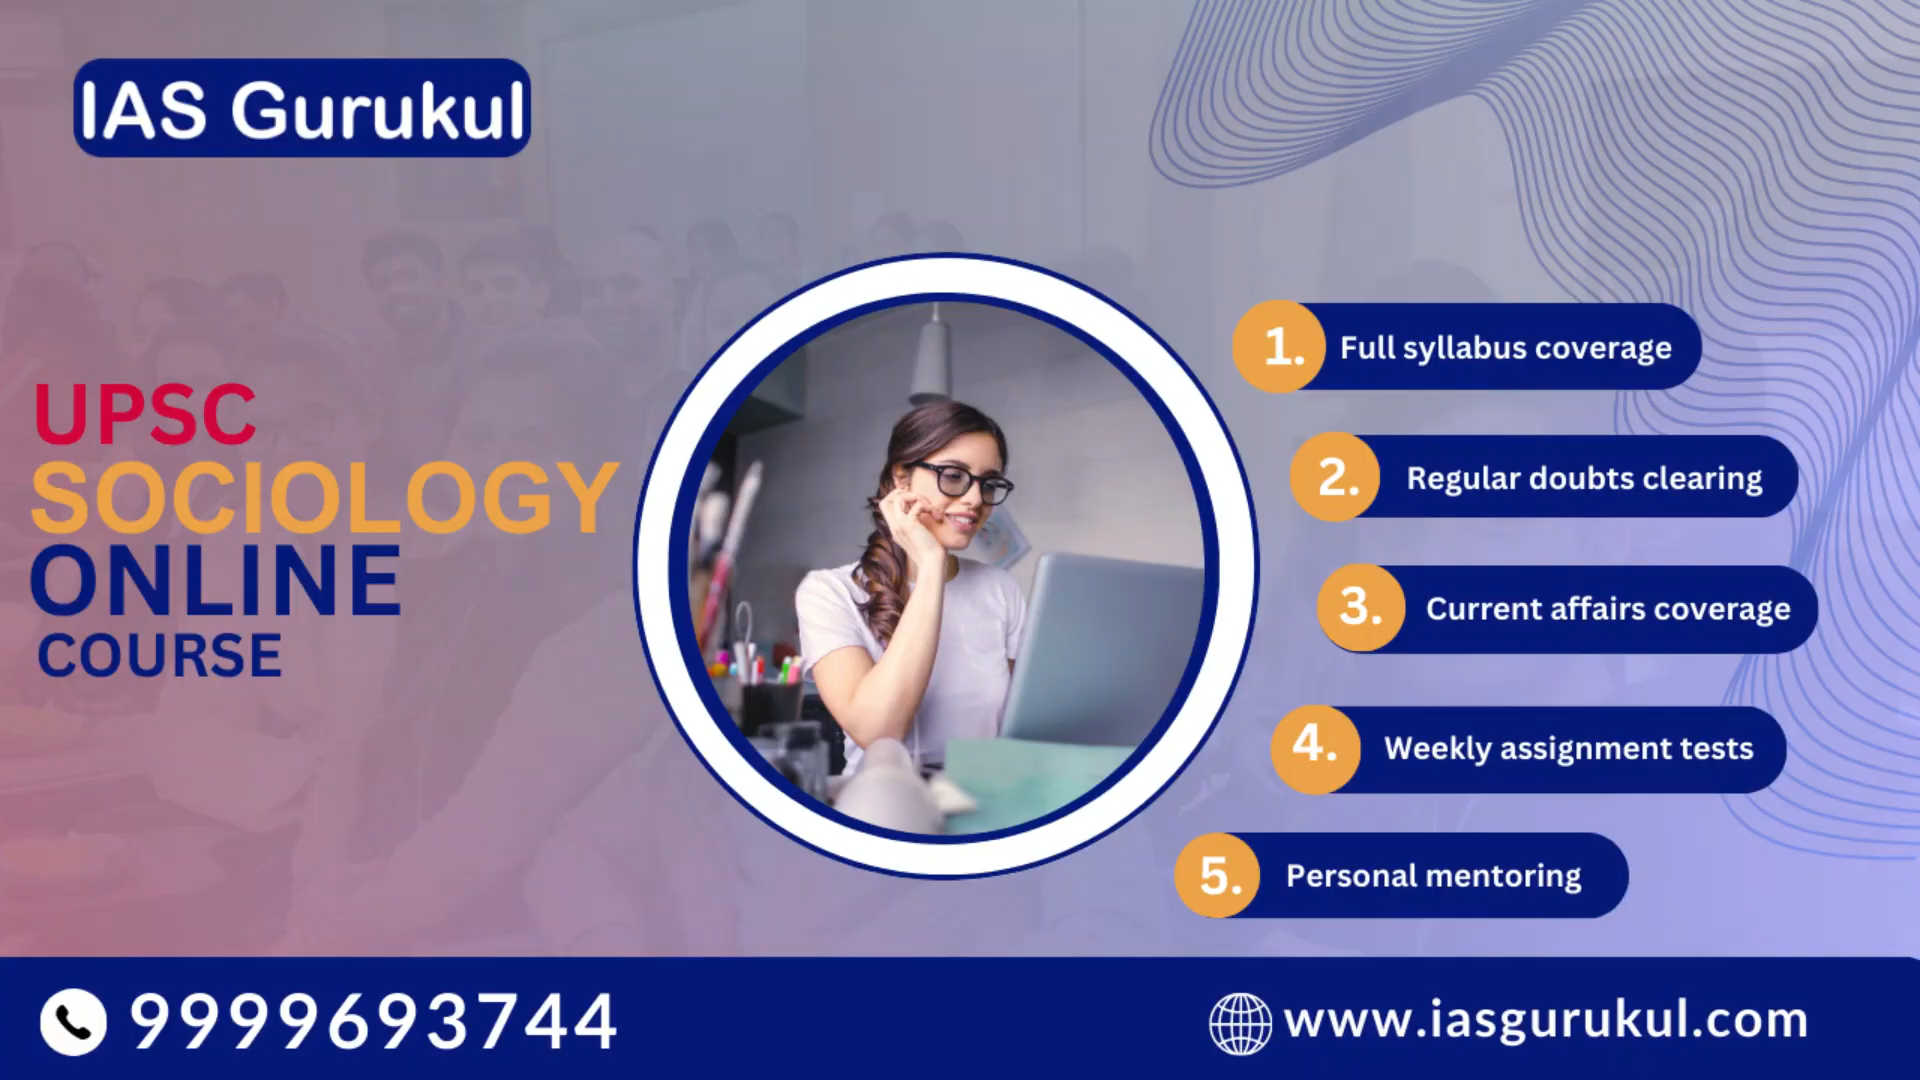 IAS Gurukul
UPSC
SOCIOLOGY
ONLINE
COURSE
1. Full syllabus coverage
2. Regular doubts clearing
3. Current affairs coverage
4. Weekly assignment tests
5. Personal mentoring
9999693744
www.iasgurukul.com